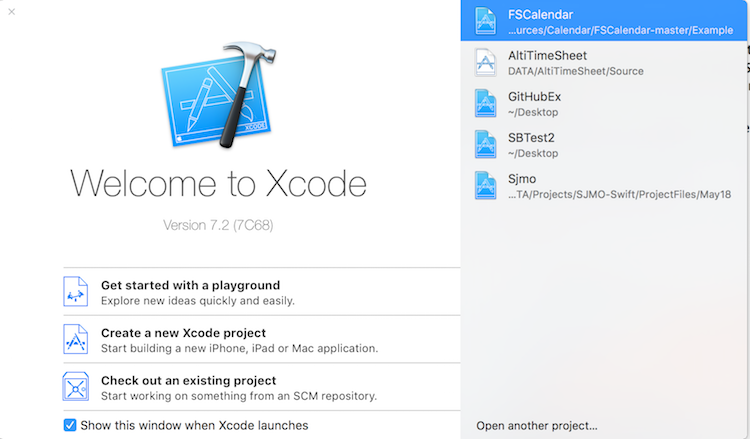 XCODE
Welcome to Xcode
Version 7.2 (7C68)
Get started with a playground
Explore new ideas quickly and easily.
Create a new Xcode project
Start building a new iPhone, iPad or Mac application.
Check out an existing project
Start working on something from an SCM repository.
Show this window when Xcode launches
FSCalendar
...urces/Calendar/FSCalendar-master/Example
AltiTimeSheet
DATA/AltiTimeSheet/Source
GitHubEx
~/Desktop
SBTest2
~/Desktop
Sjmo
...TA/Projects/SJMO-Swift/ProjectFiles/May18
Open another project...